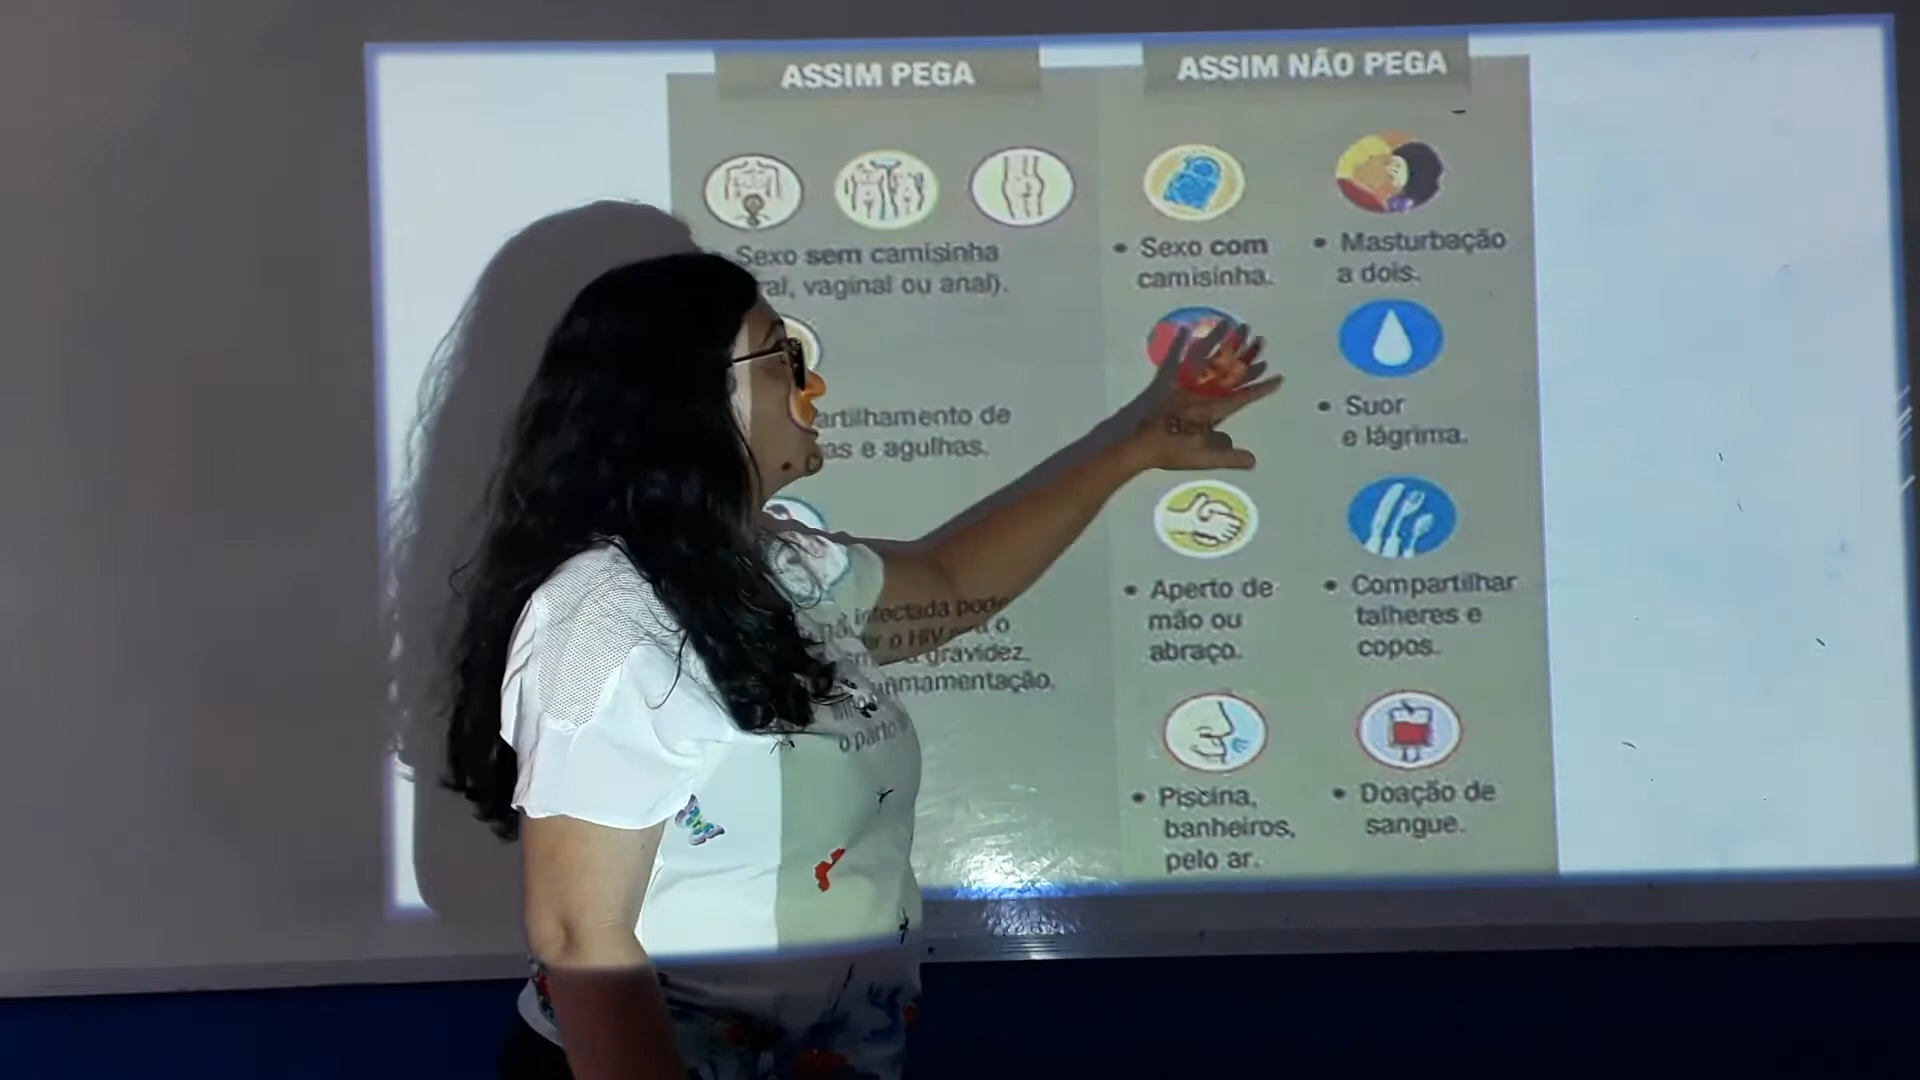 ASSIM PEGA
Sexo sem camisinha
vaginal ou anal).
de
e agulhas.
infectada pode
o HIV o
gravidez,
o parto
ASSIM NÃO PEGA
• Sexo com
camisinha.
• Masturbação
a dois.
• Suor
e lágrima.
• Aperto de
mão ou
abraço.
• Compartilhar
talheres e
copos.
• Piscina,
banheiros,
pelo ar.
• Doação de
sangue.